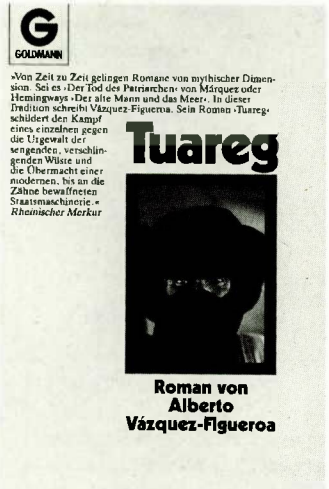 G
GOLDMANN
»Von Zeit zu Zeit gelingen Romane von mythischer Dimen-
sion. Sei es ›Der Tod des Patriarchen‹ von Márquez oder
Hemingways ›Der alte Mann und das Meer‹. In dieser
Tradition schreibt Vázquez-Figueroa. Sein Roman ›Tuareg‹
schildert den Kampf
eines einzelnen gegen
die Urgewalt der
sengenden, verschlin-
genden Wüste und
die Übermacht einer
modernen, bis an die
Zähne bewaffneten
Staatsmaschinerie.«
Rheinischer Merkur
Tuareg
Roman von
Alberto
Vázquez-Figueroa